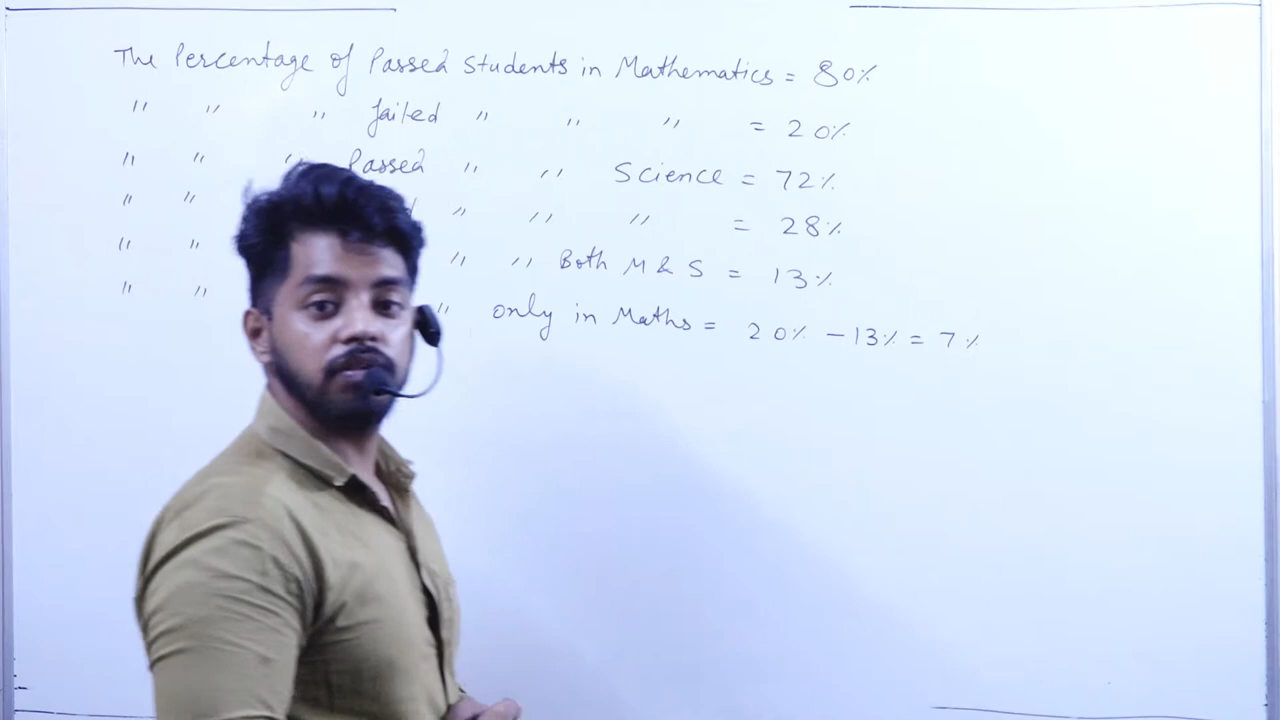 The Percentage of Passed Students in Mathematics = 80%
" " " failed " " " = 20%
" " " Passed " " Science = 72%
" " " " " = 28%
" " " " Both M & S = 13%
" " " only in Maths = 20% - 13% = 7%